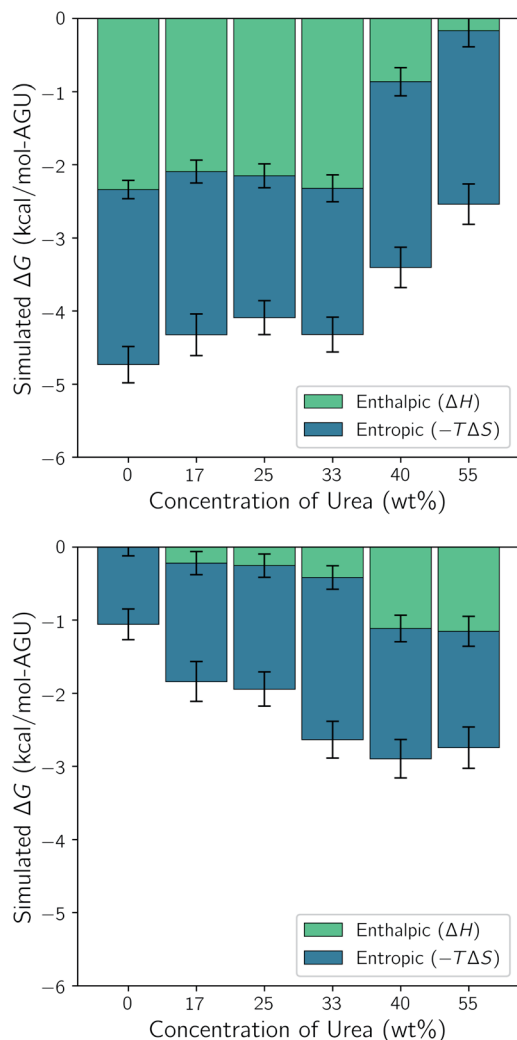 0
−1
−2
−3
−4
−5
−6
Simulated ΔG (kcal/mol-AGU)
Enthalpic (ΔH)
Entropic (−TΔS)
0 17 25 33 40 55
Concentration of Urea (wt%)
0
−1
−2
−3
−4
−5
−6
Simulated ΔG (kcal/mol-AGU)
Enthalpic (ΔH)
Entropic (−TΔS)
0 17 25 33 40 55
Concentration of Urea (wt%)